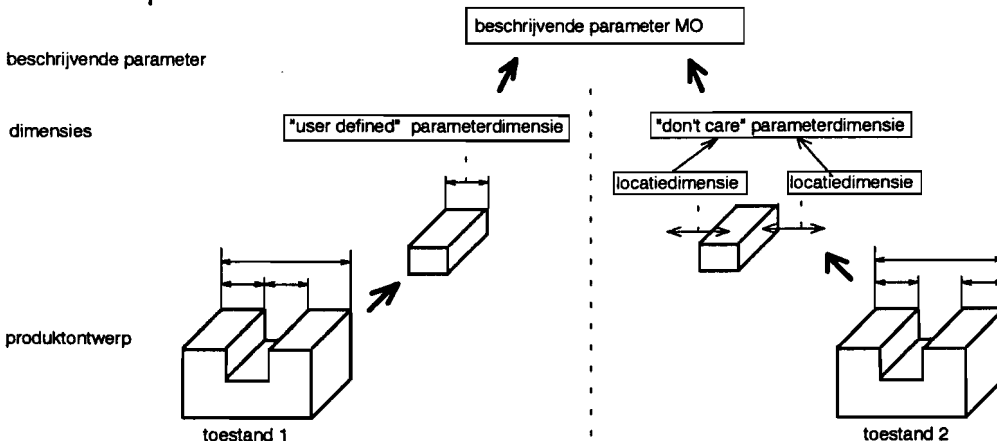 beschrijvende parameter MO
beschrijvende parameter
dimensies
"user defined" parameterdimensie
"don't care" parameterdimensie
locatiedimensie
locatiedimensie
produktontwerp
toestand 1
toestand 2